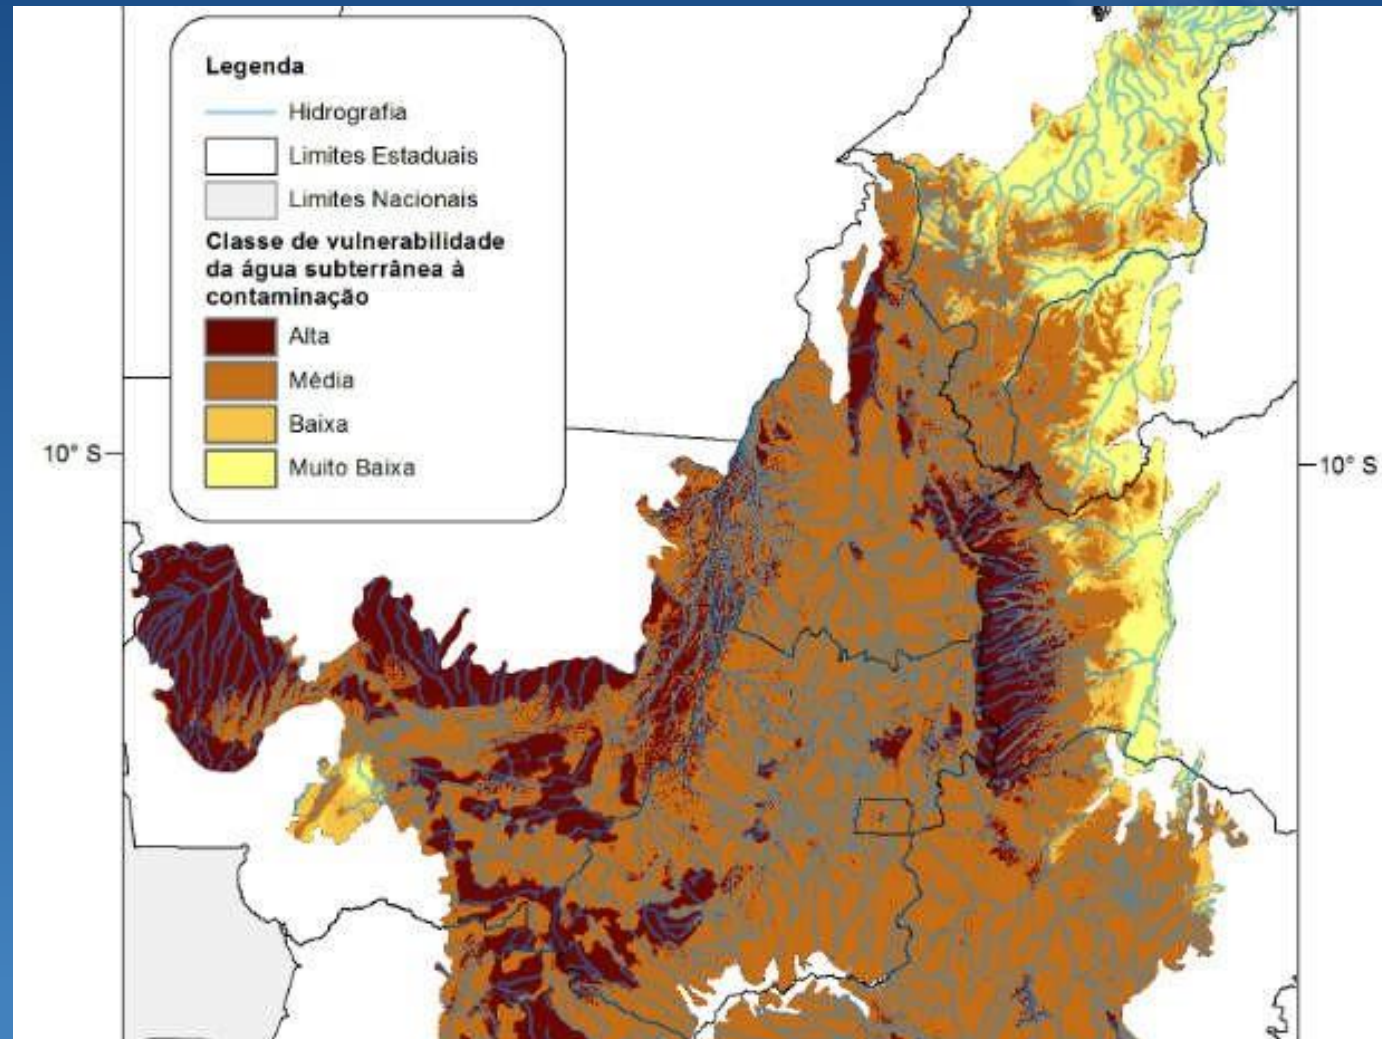 Legenda
Hidrografia
Limites Estaduais
Limites Nacionais
Classe de vulnerabilidade
da água subterrânea à
contaminação
Alta
Média
Baixa
Muito Baixa
10° S
10° S